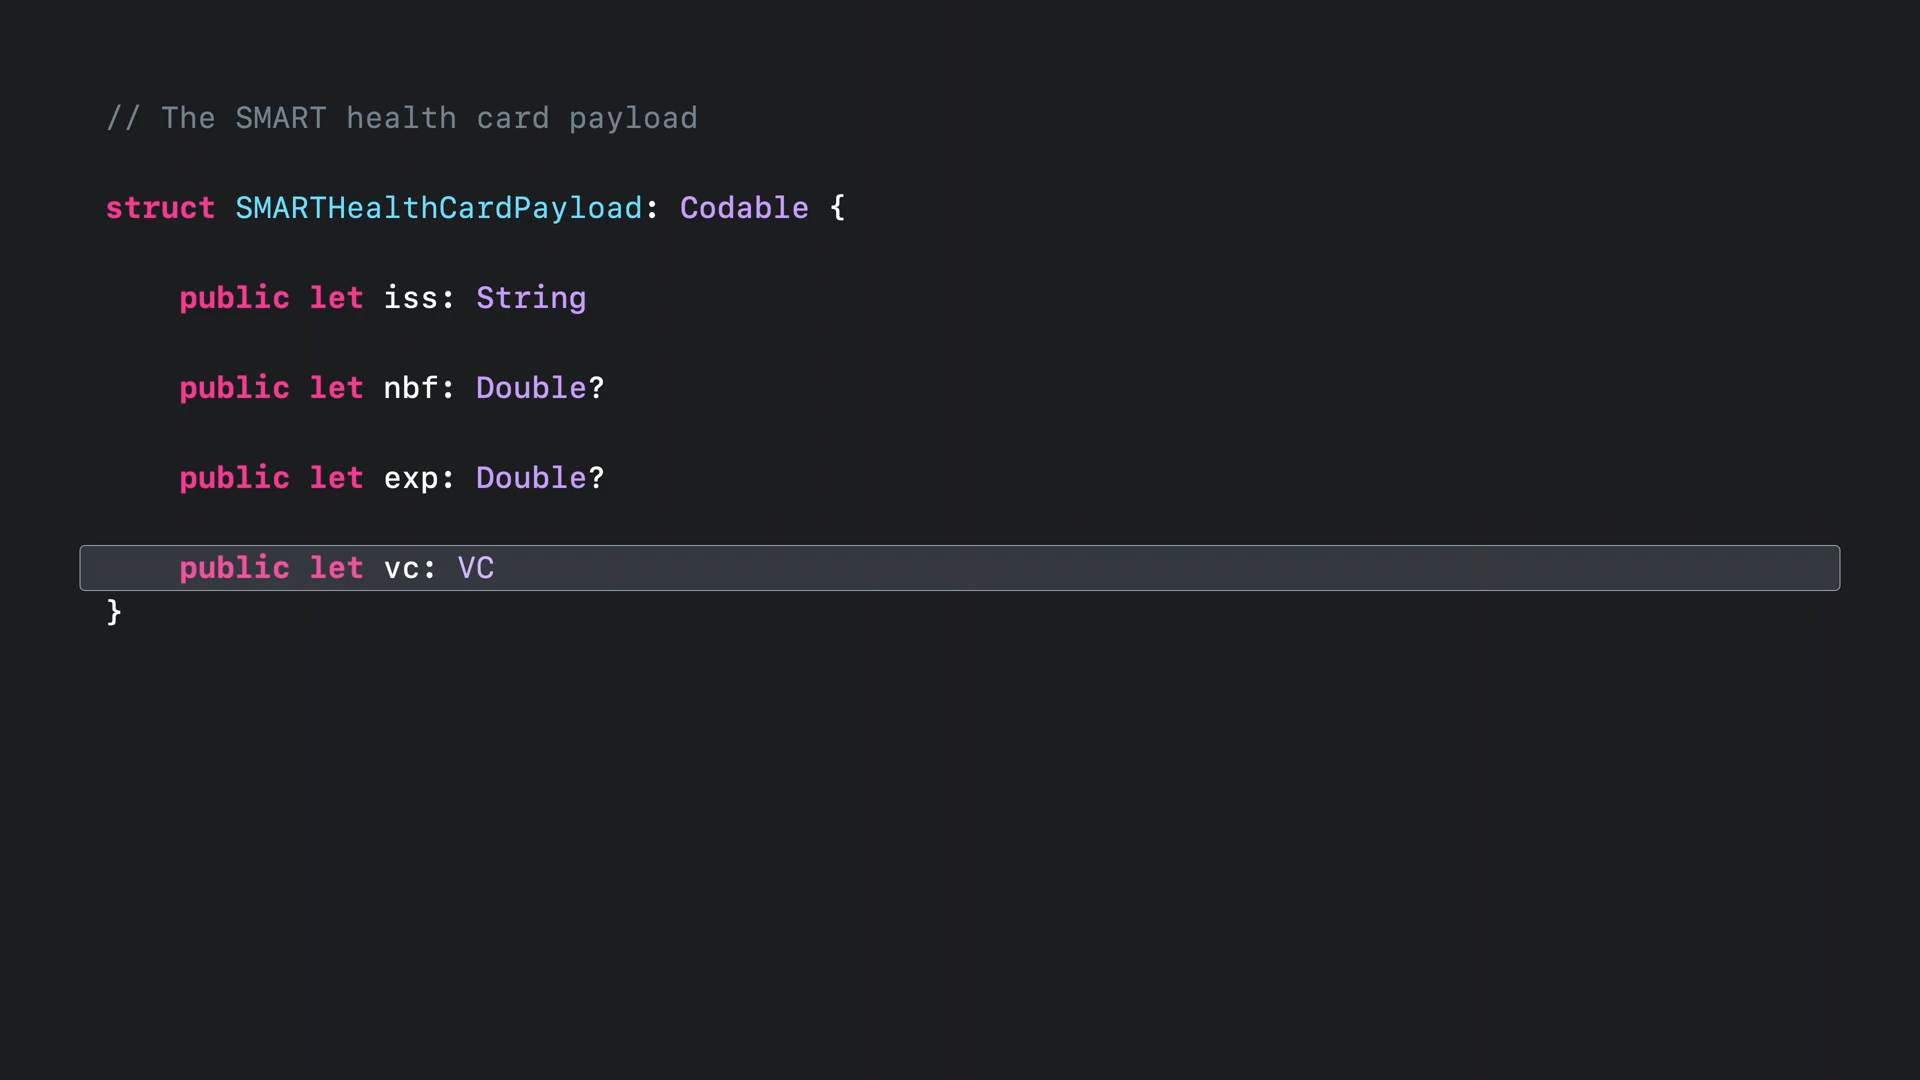 // The SMART health card payload
struct SMARTHealthCardPayload: Codable {
public let iss: String
public let nbf: Double?
public let exp: Double?
public let vc: VC
}